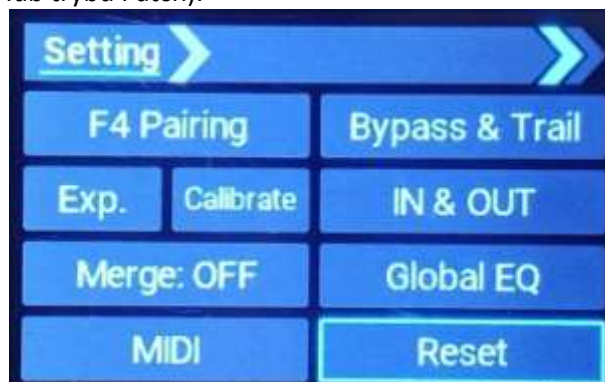 Setting
F4 Pairing
Bypass & Trail
Exp.
Calibrate
IN & OUT
Merge: OFF
Global EQ
MIDI
Reset